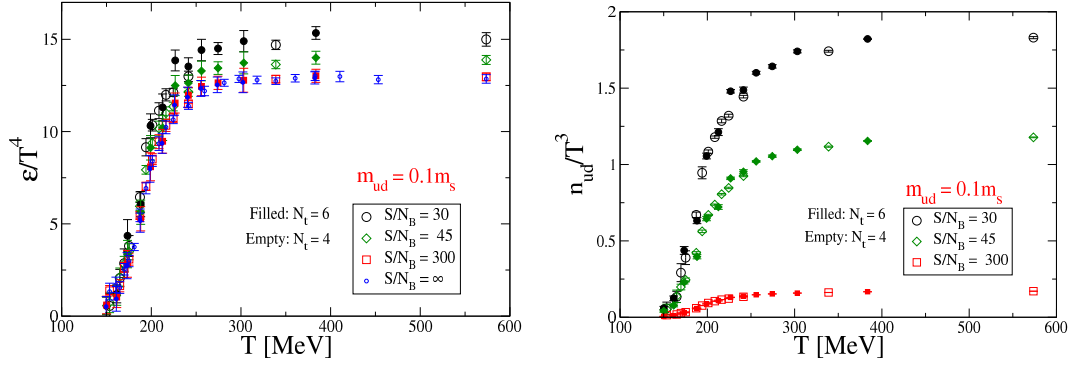 15
10
5
0
ε/T⁴
m_ud = 0.1m_s
Filled: N_t = 6
Empty: N_t = 4
S/N_B = 30
S/N_B = 45
S/N_B = 300
S/N_B = ∞
100 200 300 400 500 600
T [MeV]
2
1.5
1
0.5
0
n_ud/T³
m_ud = 0.1m_s
Filled: N_t = 6
Empty: N_t = 4
S/N_B = 30
S/N_B = 45
S/N_B = 300
100 200 300 400 500 600
T [MeV]